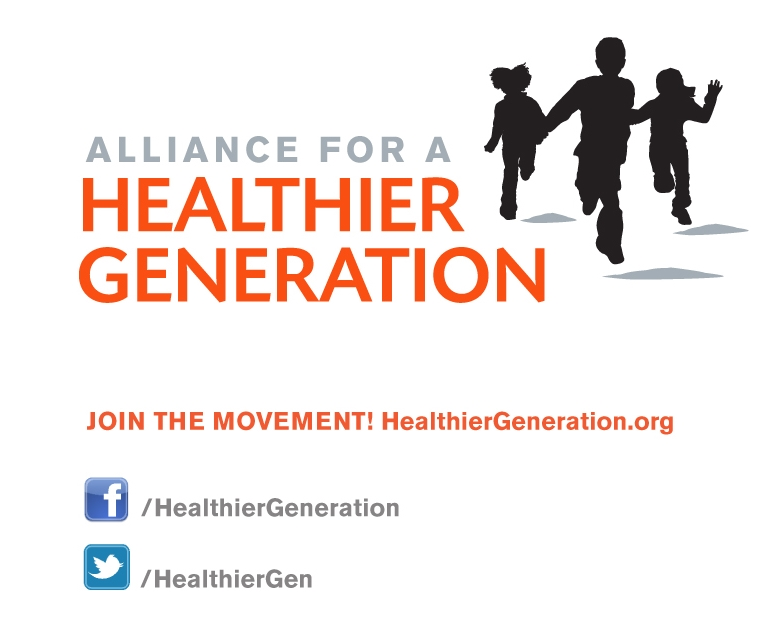 ALLIANCE FOR A
HEALTHIER
GENERATION
JOIN THE MOVEMENT! HealthierGeneration.org
f /HealthierGeneration
/HealthierGen